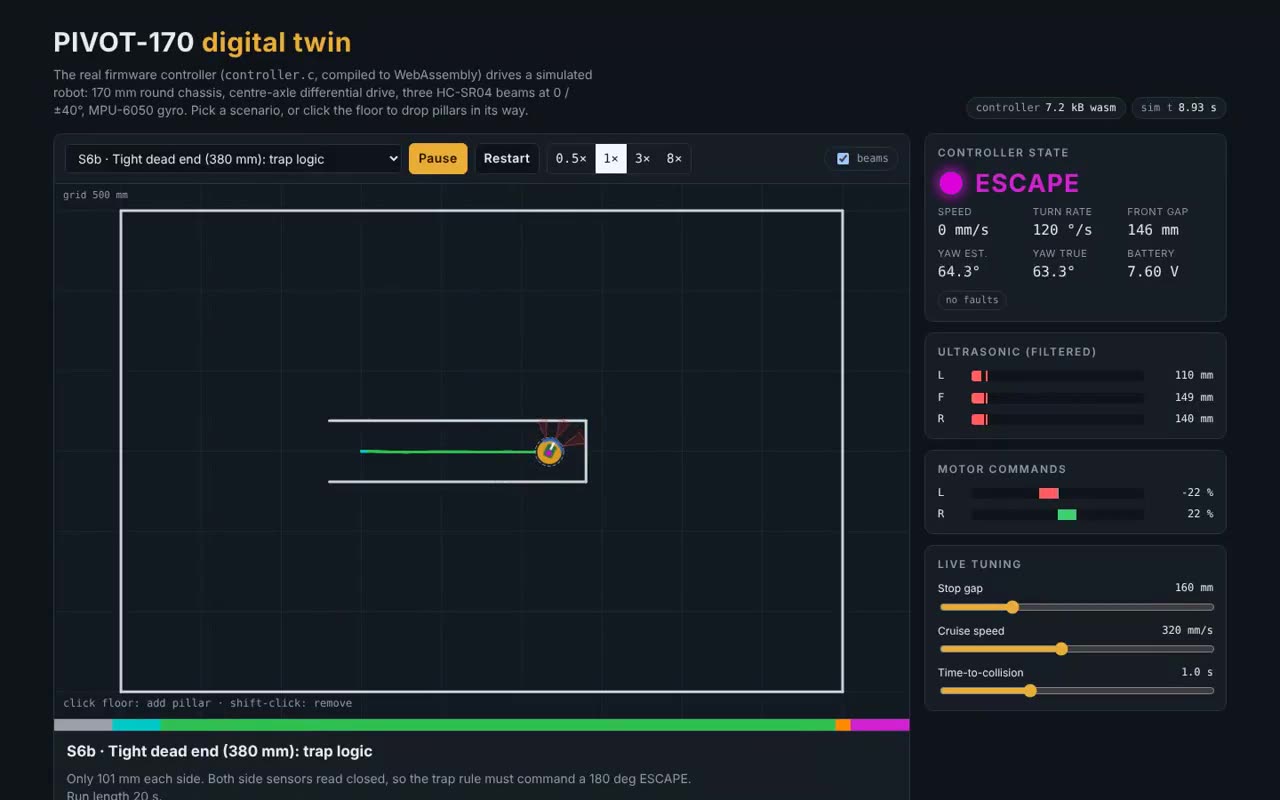 PIVOT-170 digital twin
The real firmware controller (controller.c, compiled to WebAssembly) drives a simulated
robot: 170 mm round chassis, centre-axle differential drive, three HC-SR04 beams at 0 /
±40°, MPU-6050 gyro. Pick a scenario, or click the floor to drop pillars in its way.
controller 7.2 kB wasm
sim t 8.93 s
S6b · Tight dead end (380 mm): trap logic
Pause
Restart
0.5×
1×
3×
8×
beams
grid 500 mm
click floor: add pillar · shift-click: remove
S6b · Tight dead end (380 mm): trap logic
Only 101 mm each side. Both side sensors read closed, so the trap rule must command a 180 deg ESCAPE.
Run length 20 s.
CONTROLLER STATE
ESCAPE
SPEED TURN RATE FRONT GAP
0 mm/s 120 °/s 146 mm
YAW EST. YAW TRUE BATTERY
64.3° 63.3° 7.60 V
no faults
ULTRASONIC (FILTERED)
L 110 mm
F 149 mm
R 140 mm
MOTOR COMMANDS
L -22 %
R 22 %
LIVE TUNING
Stop gap 160 mm
Cruise speed 320 mm/s
Time-to-collision 1.0 s